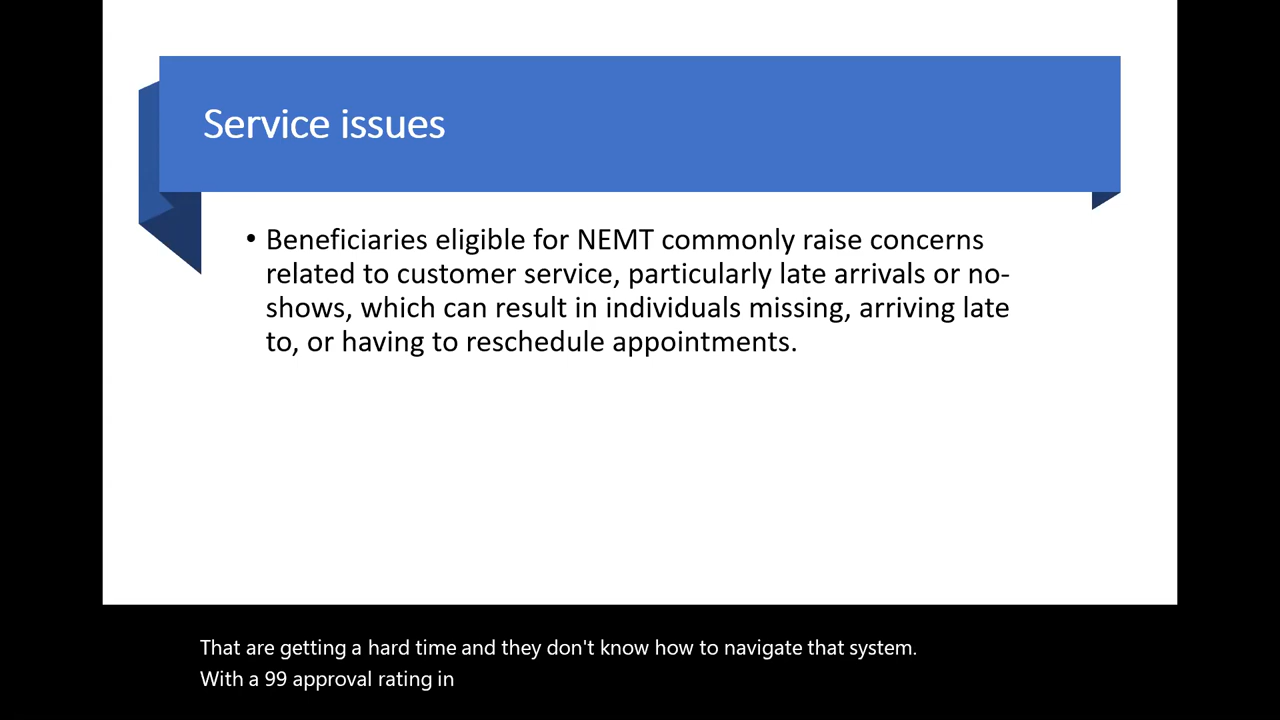 Service issues
• Beneficiaries eligible for NEMT commonly raise concerns
related to customer service, particularly late arrivals or no-
shows, which can result in individuals missing, arriving late
to, or having to reschedule appointments.
That are getting a hard time and they don't know how to navigate that system.
With a 99 approval rating in